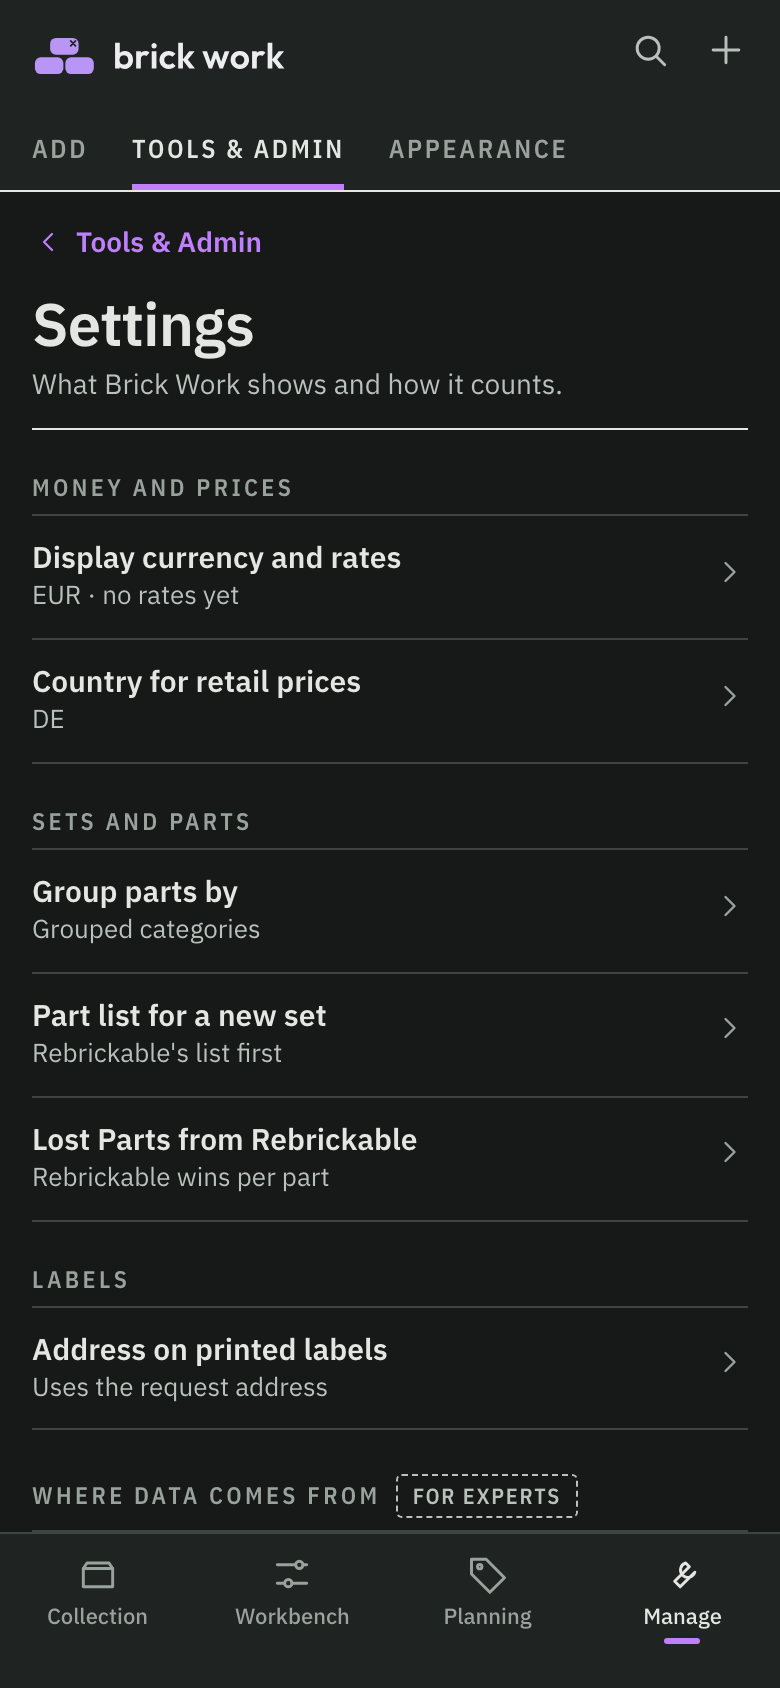 brick work
ADD TOOLS & ADMIN APPEARANCE
Tools & Admin
Settings
What Brick Work shows and how it counts.
MONEY AND PRICES
Display currency and rates
EUR · no rates yet
Country for retail prices
DE
SETS AND PARTS
Group parts by
Grouped categories
Part list for a new set
Rebrickable's list first
Lost Parts from Rebrickable
Rebrickable wins per part
LABELS
Address on printed labels
Uses the request address
WHERE DATA COMES FROM FOR EXPERTS
Collection Workbench Planning Manage